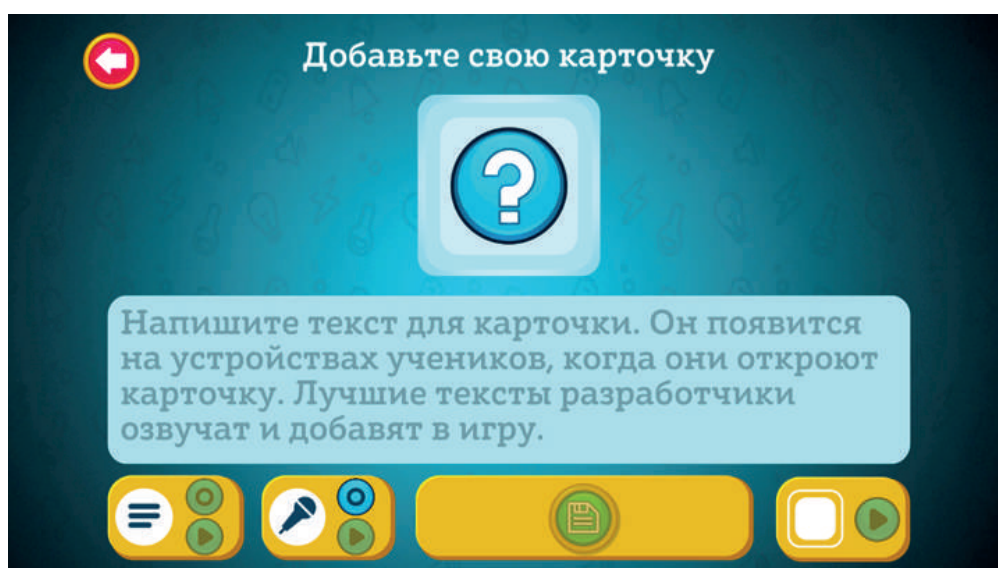 Добавьте свою карточку
?
Напишите текст для карточки. Он появится
на устройствах учеников, когда они откроют
карточку. Лучшие тексты разработчики
озвучат и добавят в игру.